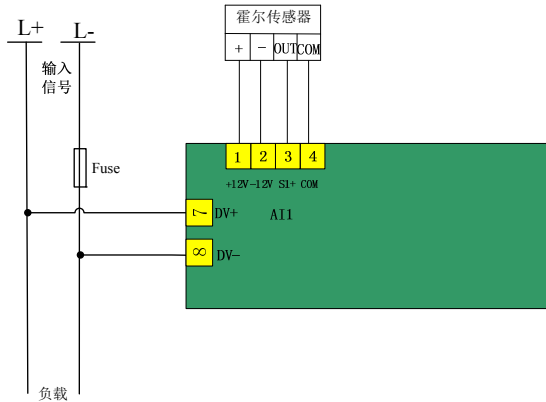 霍尔传感器
+ − OUT COM
L+ L-
输入
信号
Fuse
1 2 3 4
+12V -12V S1+ COM
7 DV+ AI1
8 DV-
负载